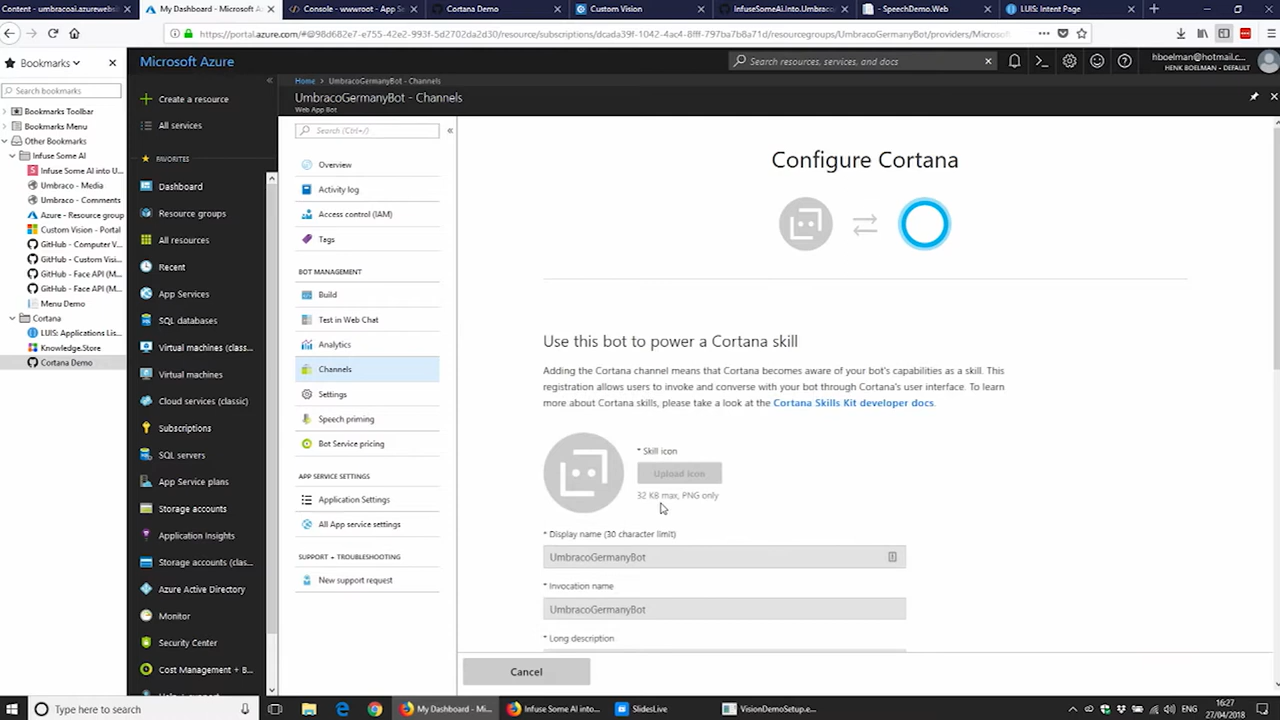 Content - umbracoai.azurewebsit
My Dashboard - Microsoft A
Console - wwwroot - App Se
Cortana Demo
Custom Vision
InfuseSomeAI.into.Umbraco
- SpeechDemo.Web
LUIS: Intent Page
Bookmarks
Search bookmarks
Bookmarks Toolbar
Bookmarks Menu
Other Bookmarks
Infuse Some AI
Infuse Some AI into U...
Umbraco - Media
Umbraco - Comments
Azure - Resource group
Custom Vision - Portal
GitHub - Computer V...
GitHub - Custom Visi...
GitHub - Face API (M...
GitHub - Face API (M...
Menu Demo
Cortana
LUIS: Applications Lis...
Knowledge.Store
Cortana Demo
Microsoft Azure
Search resources, services, and docs
hboelman@hotmail.c...
HENK BOELMAN - DEFAULT
Create a resource
All services
FAVORITES
Dashboard
Resource groups
All resources
Recent
App Services
SQL databases
Virtual machines (class...
Virtual machines
Cloud services (classic)
Subscriptions
SQL servers
App Service plans
Storage accounts
Application Insights
Storage accounts (clas...
Azure Active Directory
Monitor
Security Center
Cost Management + B...
Help + support
Home > UmbracoGermanyBot - Channels
UmbracoGermanyBot - Channels
Web App Bot
Search (Ctrl+/)
Overview
Activity log
Access control (IAM)
Tags
BOT MANAGEMENT
Build
Test in Web Chat
Analytics
Channels
Settings
Speech priming
Bot Service pricing
APP SERVICE SETTINGS
Application Settings
All App service settings
SUPPORT + TROUBLESHOOTING
New support request
Configure Cortana
Use this bot to power a Cortana skill
Adding the Cortana channel means that Cortana becomes aware of your bot's capabilities as a skill. This
registration allows users to invoke and converse with your bot through Cortana's user interface. To learn
more about Cortana skills, please take a look at the Cortana Skills Kit developer docs.
* Skill icon
Upload icon
32 KB max, PNG only
* Display name (30 character limit)
UmbracoGermanyBot
* Invocation name
UmbracoGermanyBot
* Long description
Cancel
Type here to search
My Dashboard - Mi...
Infuse Some AI into...
SlidesLive
VisionDemoSetup.e...
16:27
27/04/2018